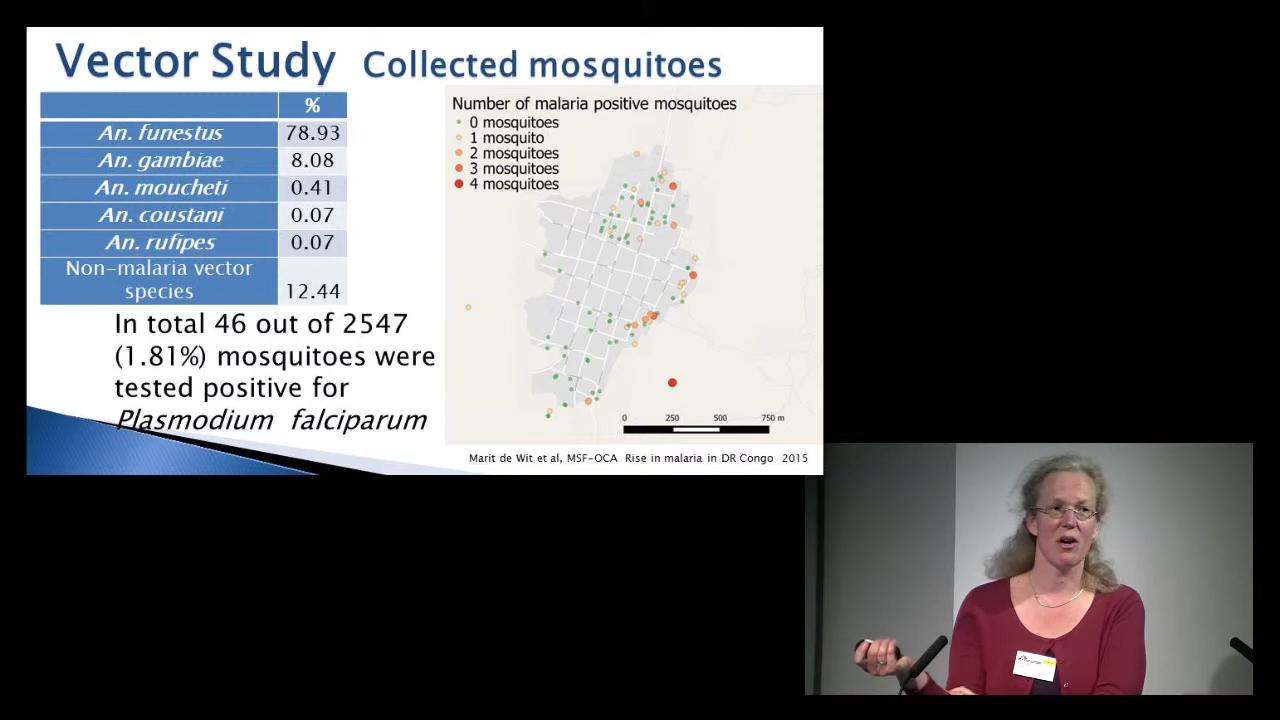 Vector Study Collected mosquitoes
%
An. funestus 78.93
An. gambiae 8.08
An. moucheti 0.41
An. coustani 0.07
An. rufipes 0.07
Non-malaria vector
species 12.44
In total 46 out of 2547
(1.81%) mosquitoes were
tested positive for
Plasmodium falciparum
Number of malaria positive mosquitoes
0 mosquitoes
1 mosquito
2 mosquitoes
3 mosquitoes
4 mosquitoes
0 250 500 750 m
Marit de Wit et al, MSF-OCA Rise in malaria in DR Congo 2015